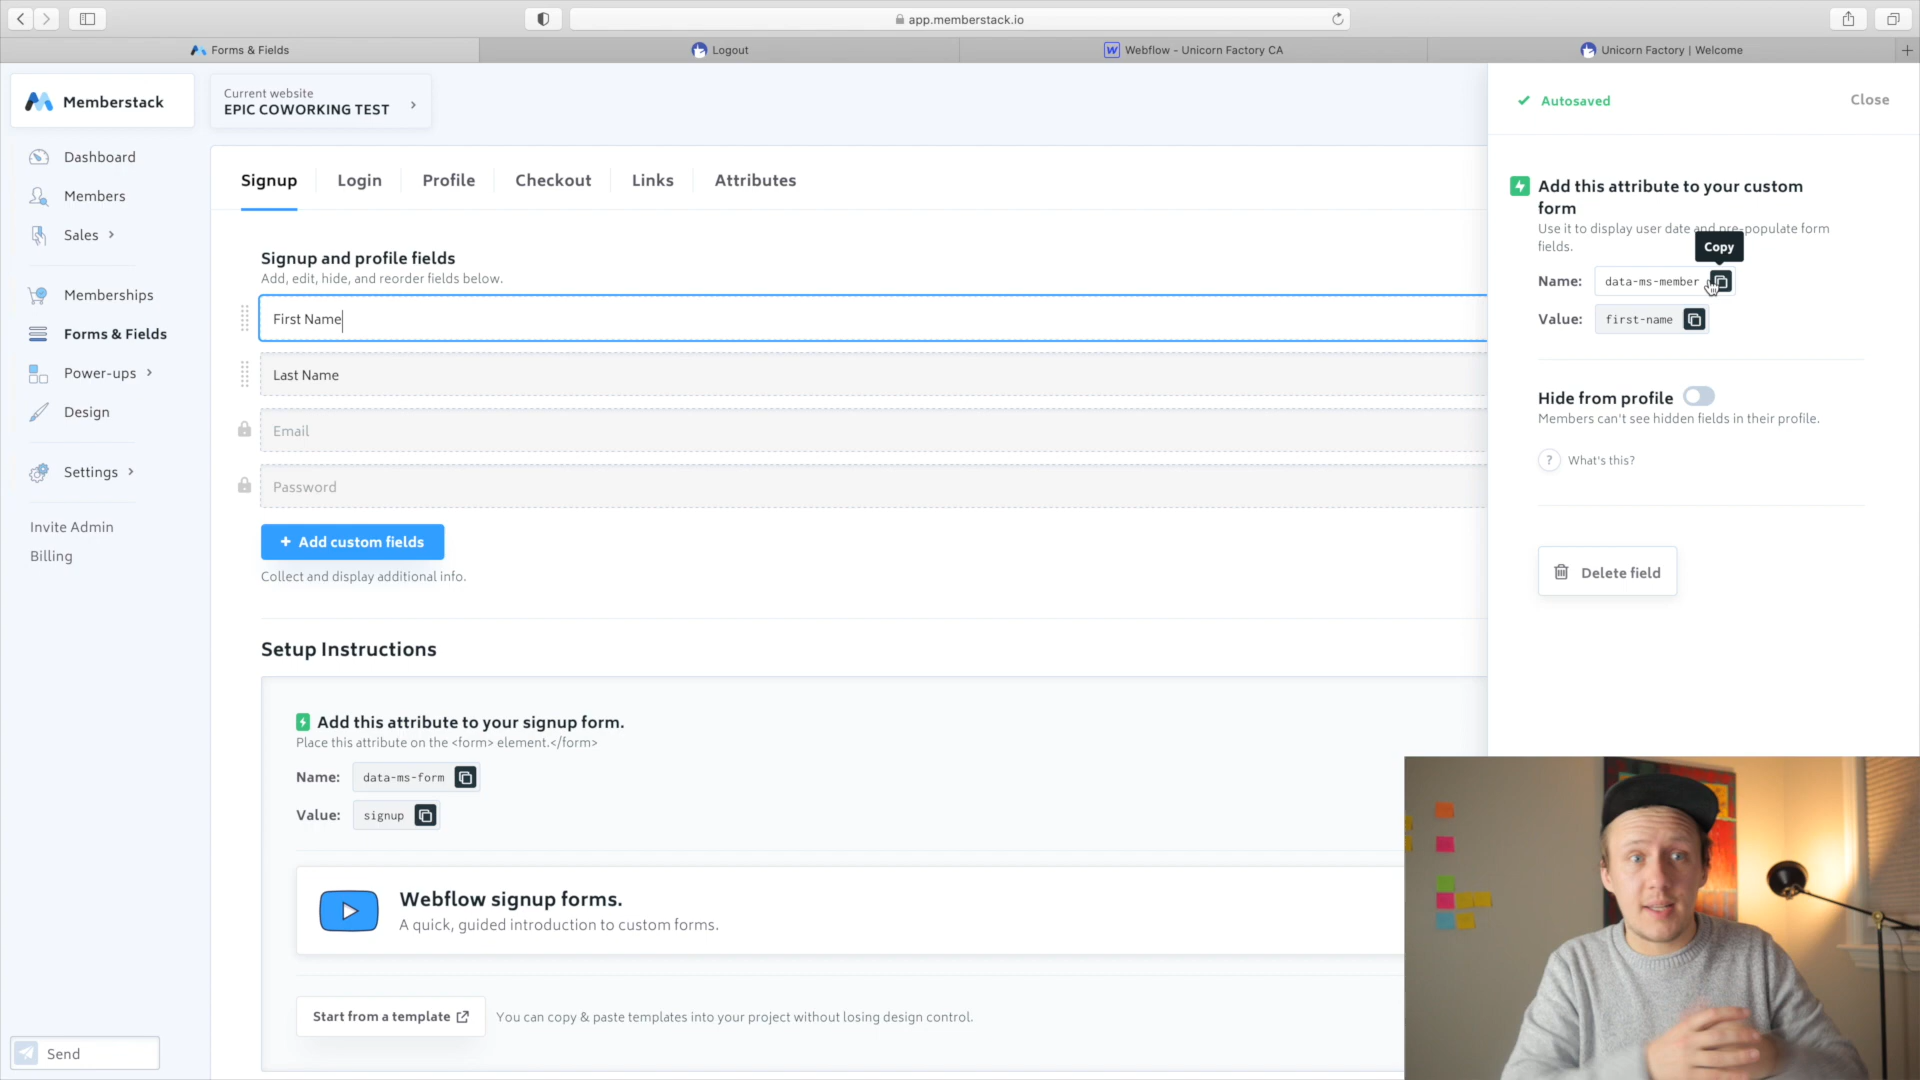 app.memberstack.io
Forms & Fields
Logout
W Webflow - Unicorn Factory CA
Unicorn Factory | Welcome
Memberstack
Current website
EPIC COWORKING TEST
Autosaved
Close
Dashboard
Members
Sales
Memberships
Forms & Fields
Power-ups
Design
Settings
Invite Admin
Billing
Send
Signup
Login
Profile
Checkout
Links
Attributes
Signup and profile fields
Add, edit, hide, and reorder fields below.
First Name
Last Name
Email
Password
+ Add custom fields
Collect and display additional info.
Setup Instructions
Add this attribute to your signup form.
Place this attribute on the <form> element.</form>
Name: data-ms-form
Value: signup
Webflow signup forms.
A quick, guided introduction to custom forms.
Start from a template
You can copy & paste templates into your project without losing design control.
Add this attribute to your custom
form
Use it to display user date and pre-populate form
fields.
Copy
Name: data-ms-member
Value: first-name
Hide from profile
Members can't see hidden fields in their profile.
? What's this?
Delete field